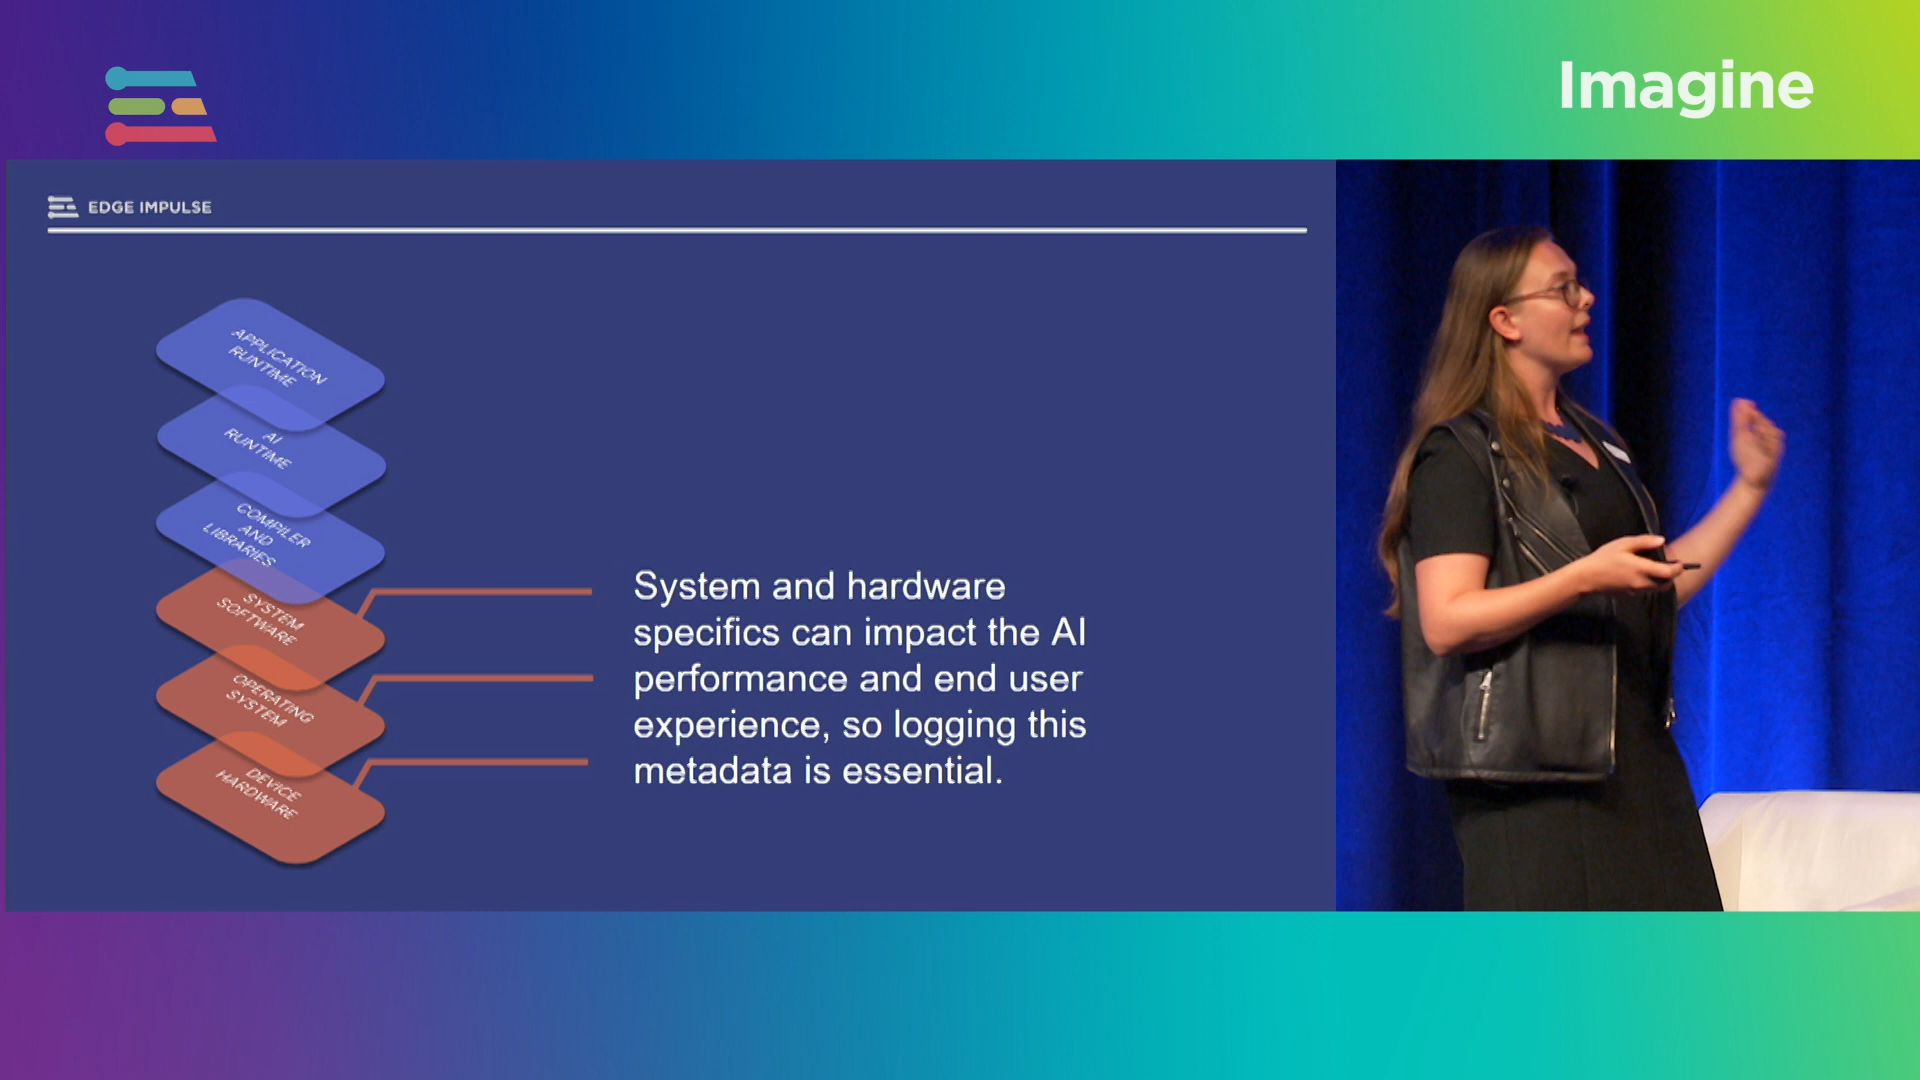 Imagine
EDGE IMPULSE
APPLICATION
RUNTIME
AI
RUNTIME
COMPILER
AND
LIBRARIES
SYSTEM
SOFTWARE
OPERATING
SYSTEM
DEVICE
HARDWARE
System and hardware
specifics can impact the AI
performance and end user
experience, so logging this
metadata is essential.